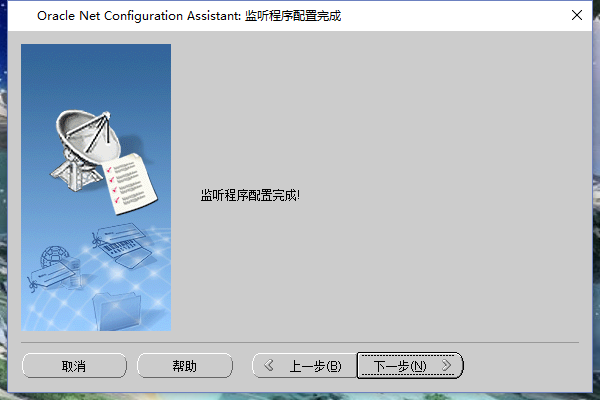 Oracle Net Configuration Assistant: 监听程序配置完成
监听程序配置完成!
取消
帮助
上一步(B)
下一步(N)